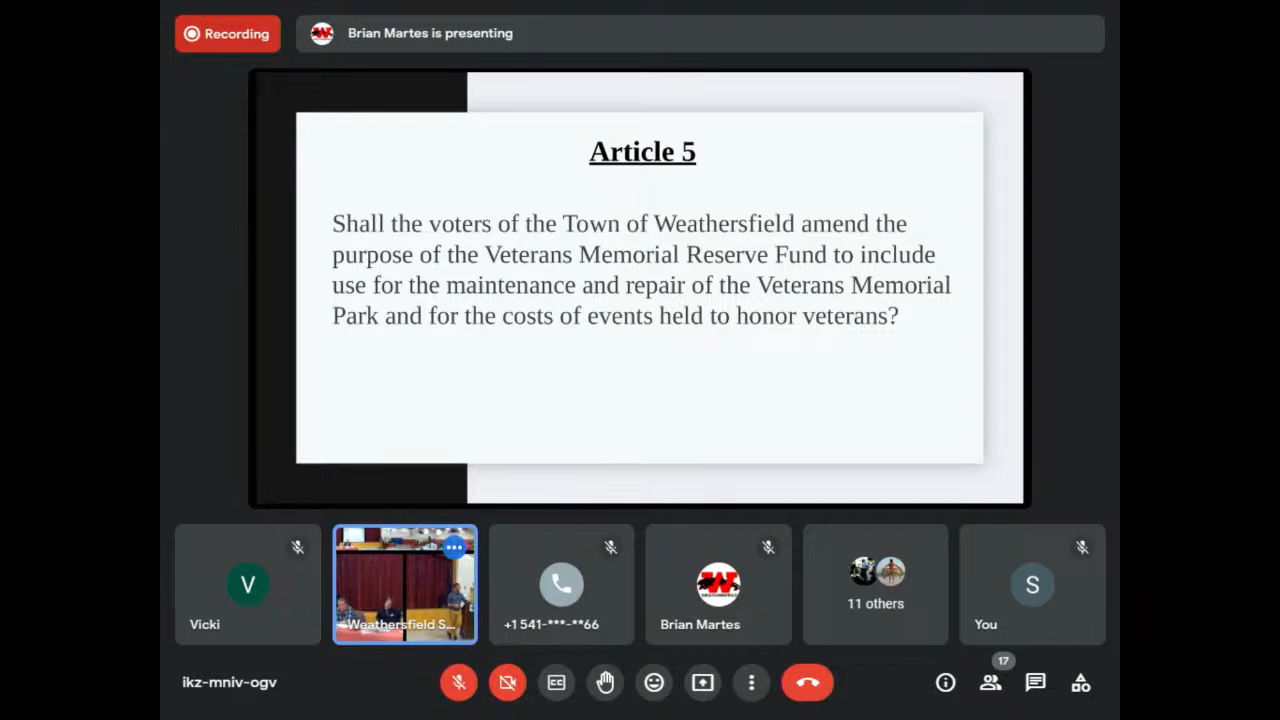 Recording
Brian Martes is presenting
Article 5
Shall the voters of the Town of Weathersfield amend the
purpose of the Veterans Memorial Reserve Fund to include
use for the maintenance and repair of the Veterans Memorial
Park and for the costs of events held to honor veterans?
V
Vicki
Weathersfield S...
+1 541-***-**66
W
Brian Martes
11 others
S
You
ikz-mniv-ogv
CC
17